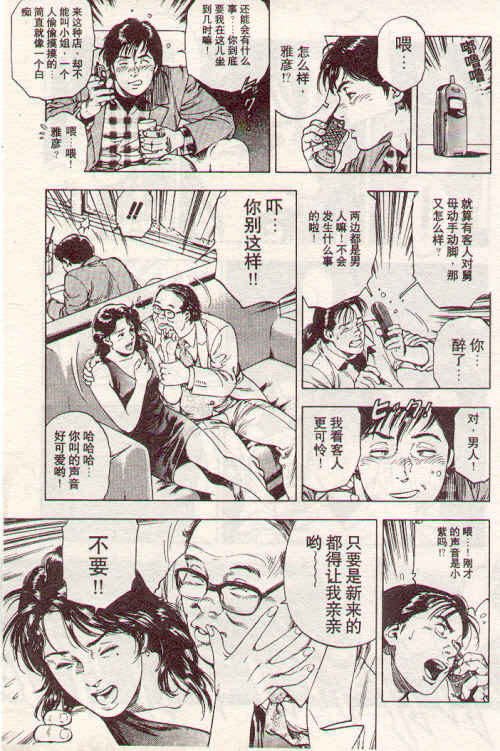 嘟噜噜…
喂…
怎么样，
雅彦!?
还能会有什么
事？…你到底
要我在这儿坐
到几时嘛！
来这种店，却不
能叫小姐，一个
人偷偷摸摸的…
简直就像一个白
痴
喂…喂！
雅彦？
就算有客人对舅
母动手动脚，那
又怎么样？
两边都是男
人嘛！不会
发生什么事
的啦！
你…
醉了…
吓…
你别这样!!
!!
哈哈哈…
你叫的声音
好可爱哟！
对，男人！
我看客人
更可怜！
喂…！刚才
的声音是小
紫吗!?
只要是新来的
都得让我亲亲
哟～
不要!!